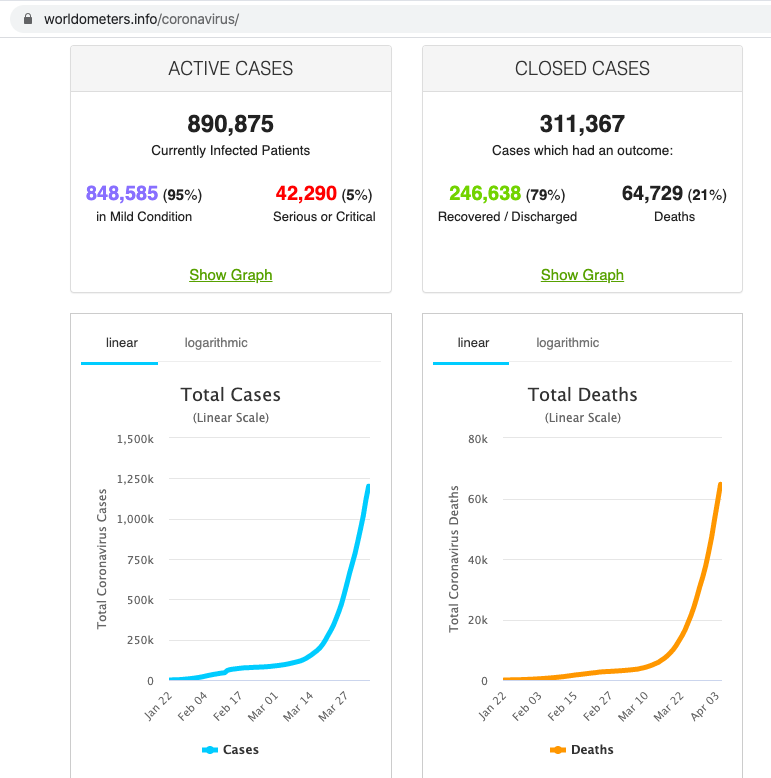 worldometers.info/coronavirus/
ACTIVE CASES
890,875
Currently Infected Patients
848,585 (95%)
in Mild Condition
42,290 (5%)
Serious or Critical
Show Graph
CLOSED CASES
311,367
Cases which had an outcome:
246,638 (79%)
Recovered / Discharged
64,729 (21%)
Deaths
Show Graph
linear
logarithmic
Total Cases
(Linear Scale)
Total Coronavirus Cases
1,500k
1,250k
1,000k
750k
500k
250k
0
Jan 22
Feb 04
Feb 17
Mar 01
Mar 14
Mar 27
Cases
linear
logarithmic
Total Deaths
(Linear Scale)
Total Coronavirus Deaths
80k
60k
40k
20k
0
Jan 22
Feb 03
Feb 15
Feb 27
Mar 10
Mar 22
Apr 03
Deaths